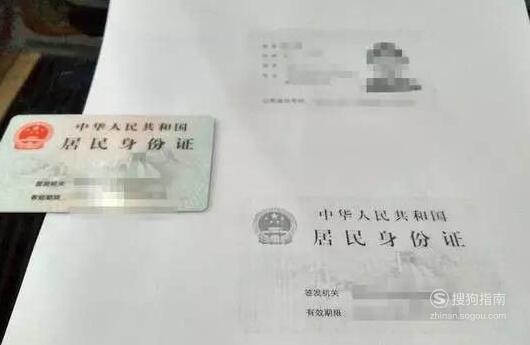 中华人民共和国
居民身份证
签发机关
有效期限
中华人民共和国
居民身份证
签发机关
有效期限
搜狗指南
zhinan.sogou.com